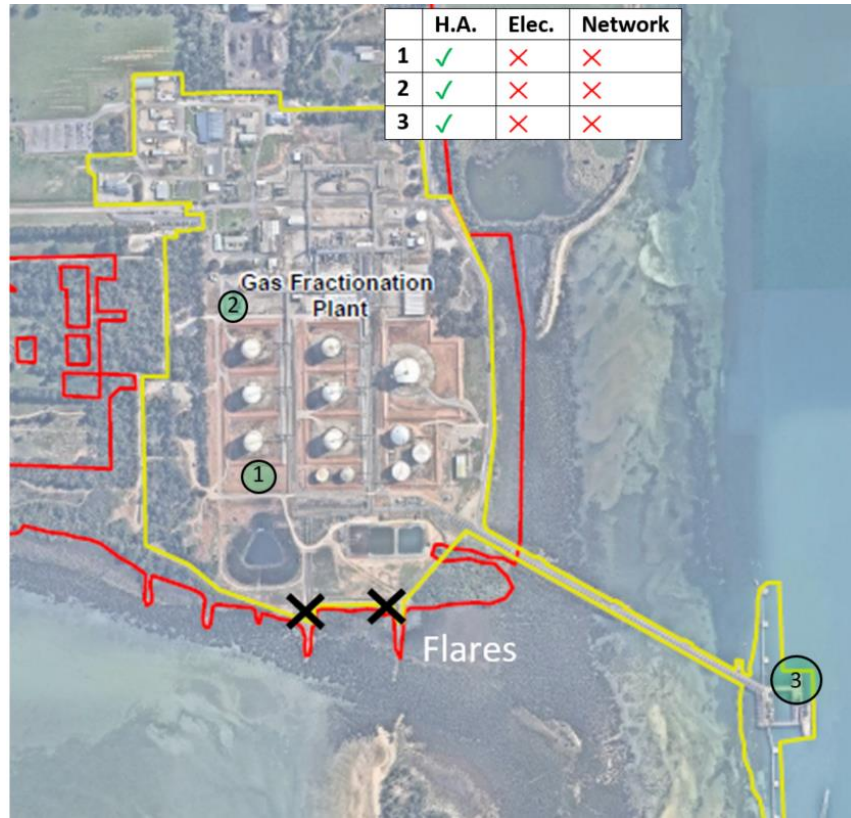 H.A. Elec. Network
1 ✓ ✕ ✕
2 ✓ ✕ ✕
3 ✓ ✕ ✕
Gas Fractionation
Plant
2
1
Flares
3